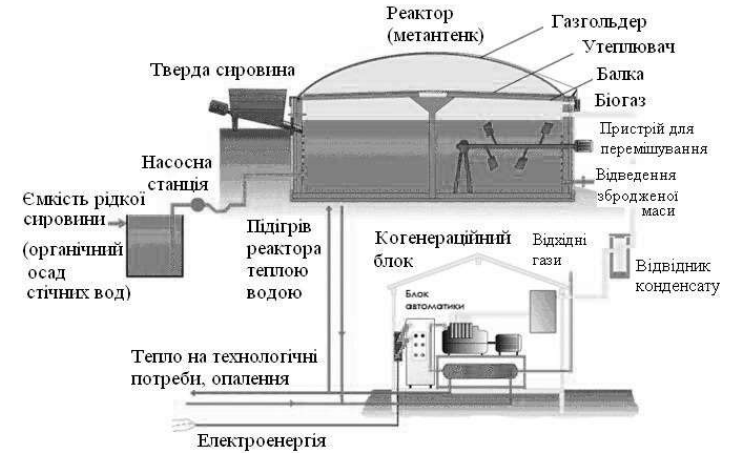 Реактор
(метантенк)
Газгольдер
Утеплювач
Балка
Біогаз
Тверда сировина
Пристрій для
перемішування
Насосна
станція
Відведення
збродженої
маси
Ємкість рідкої
сировини
(органічний
осад
стічних вод)
Підігрів
реактора
теплою
водою
Когенераційний
блок
Відхідні
гази
Відвідник
конденсату
Блок
автоматики
Тепло на технологічні
потреби, опалення
Електроенергія